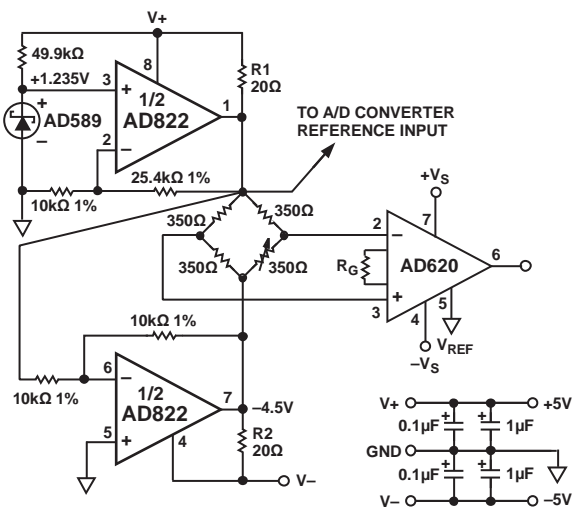 V+
49.9kΩ
+1.235V
AD589
+
−
3
+
8
1/2
AD822
2
−
1
R1
20Ω
TO A/D CONVERTER
REFERENCE INPUT
10kΩ 1%
25.4kΩ 1%
350Ω
350Ω
350Ω
350Ω
+VS
2
−
7
RG
AD620
6
+
3
4
5
VREF
−VS
10kΩ 1%
10kΩ 1%
6
−
1/2
AD822
5
+
7
4
−4.5V
R2
20Ω
V−
V+
+5V
0.1µF
+
+
1µF
GND
0.1µF
+
+
1µF
V−
−5V